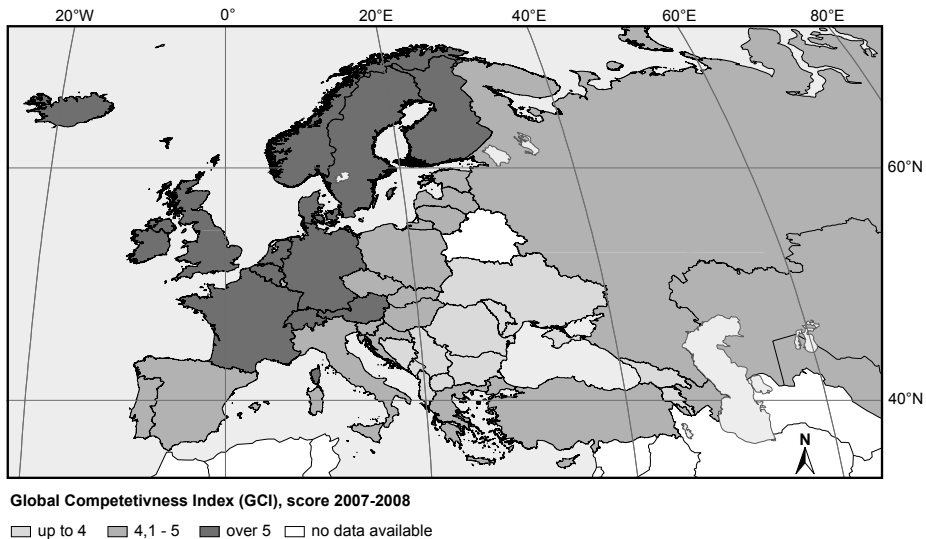 20°W 0° 20°E 40°E 60°E 80°E
60°N
40°N
N
Global Competetivness Index (GCI), score 2007-2008
up to 4 4,1 - 5 over 5 no data available